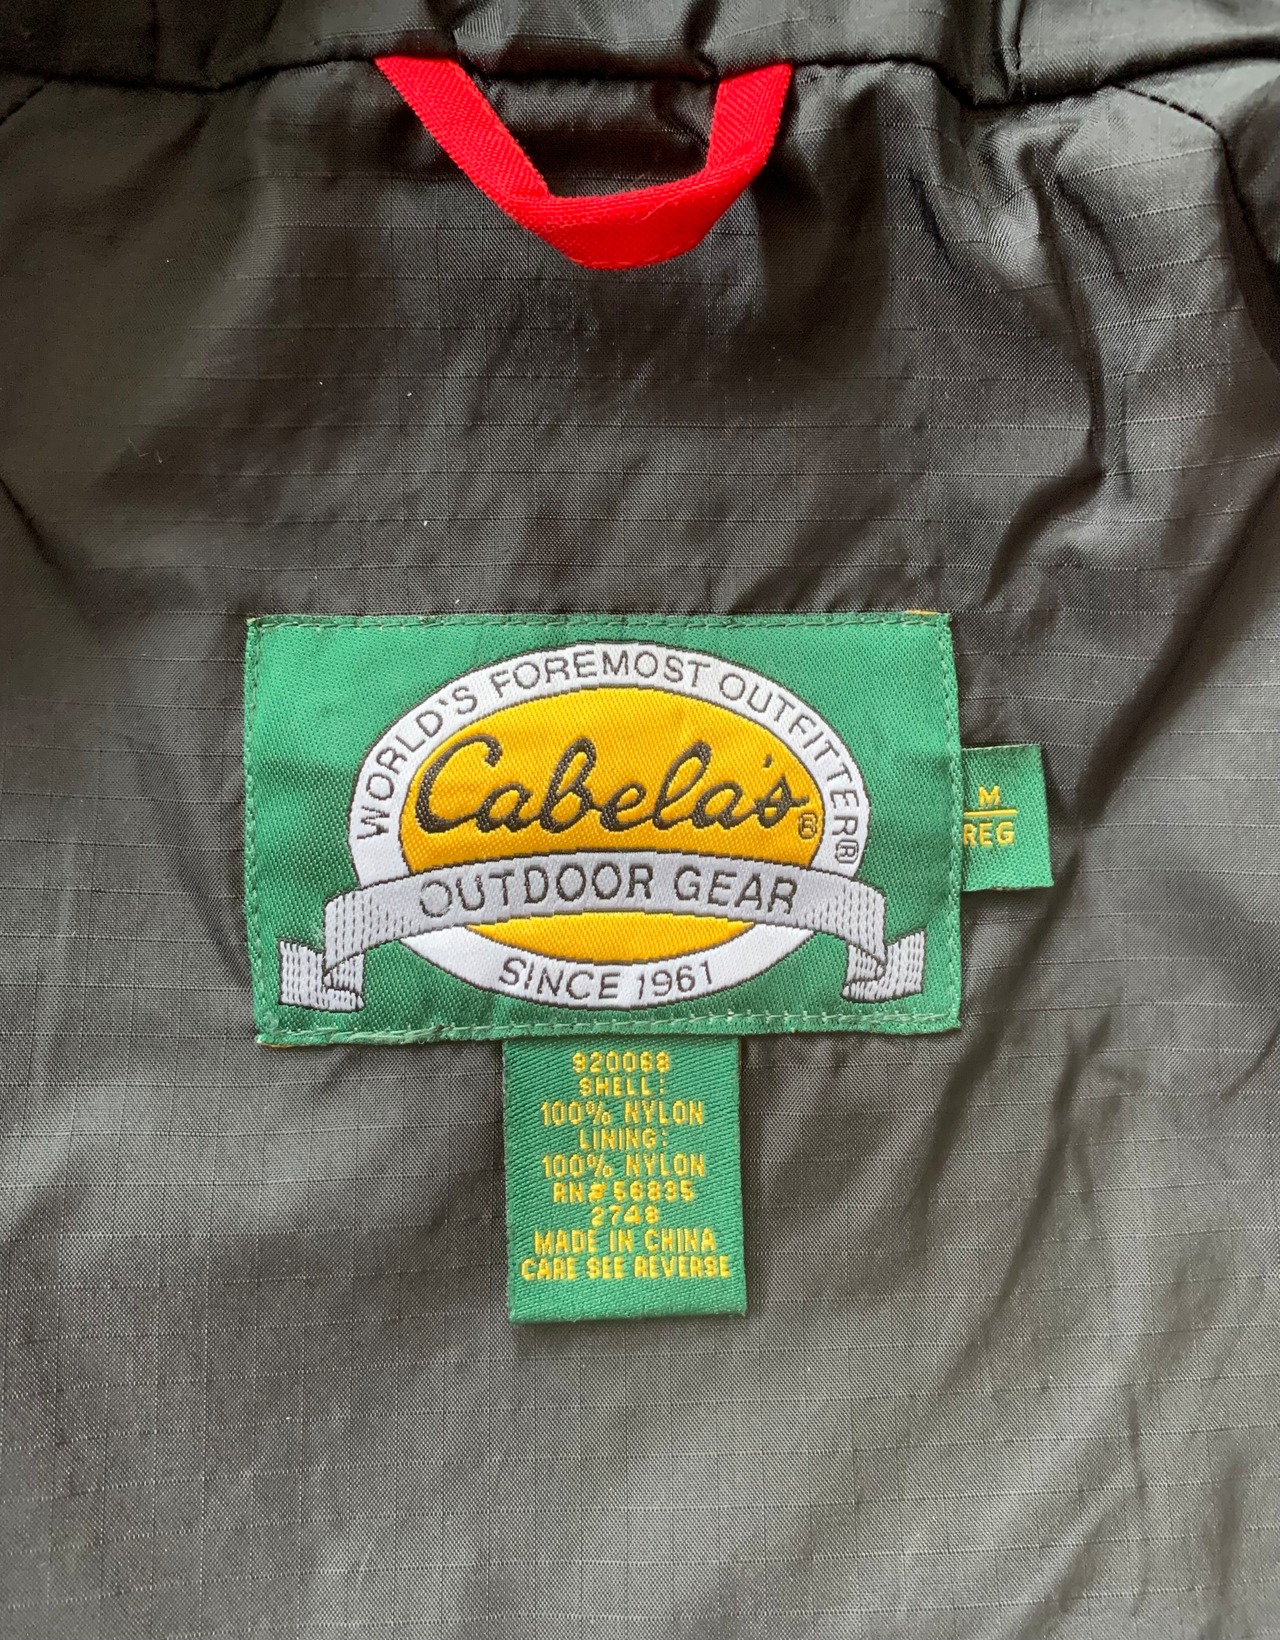 WORLD'S FOREMOST OUTFITTER®
Cabela's®
OUTDOOR GEAR
SINCE 1961
M
REG
920068
SHELL:
100% NYLON
LINING:
100% NYLON
RN# 56835
2748
MADE IN CHINA
CARE SEE REVERSE